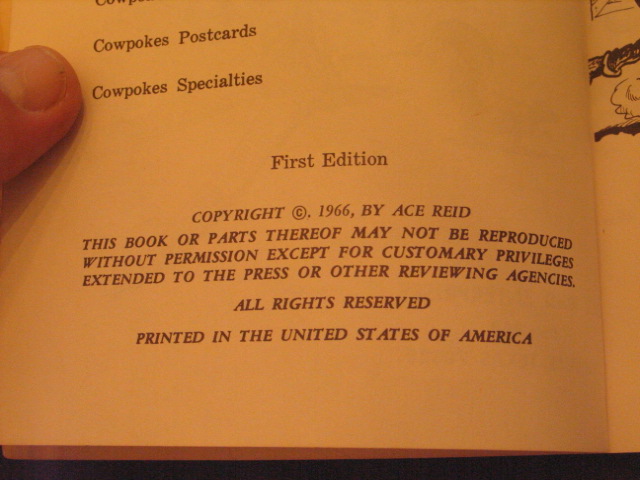 Cowpokes Postcards
Cowpokes Specialties
First Edition
COPYRIGHT ©. 1966, BY ACE REID
THIS BOOK OR PARTS THEREOF MAY NOT BE REPRODUCED
WITHOUT PERMISSION EXCEPT FOR CUSTOMARY PRIVILEGES
EXTENDED TO THE PRESS OR OTHER REVIEWING AGENCIES.
ALL RIGHTS RESERVED
PRINTED IN THE UNITED STATES OF AMERICA